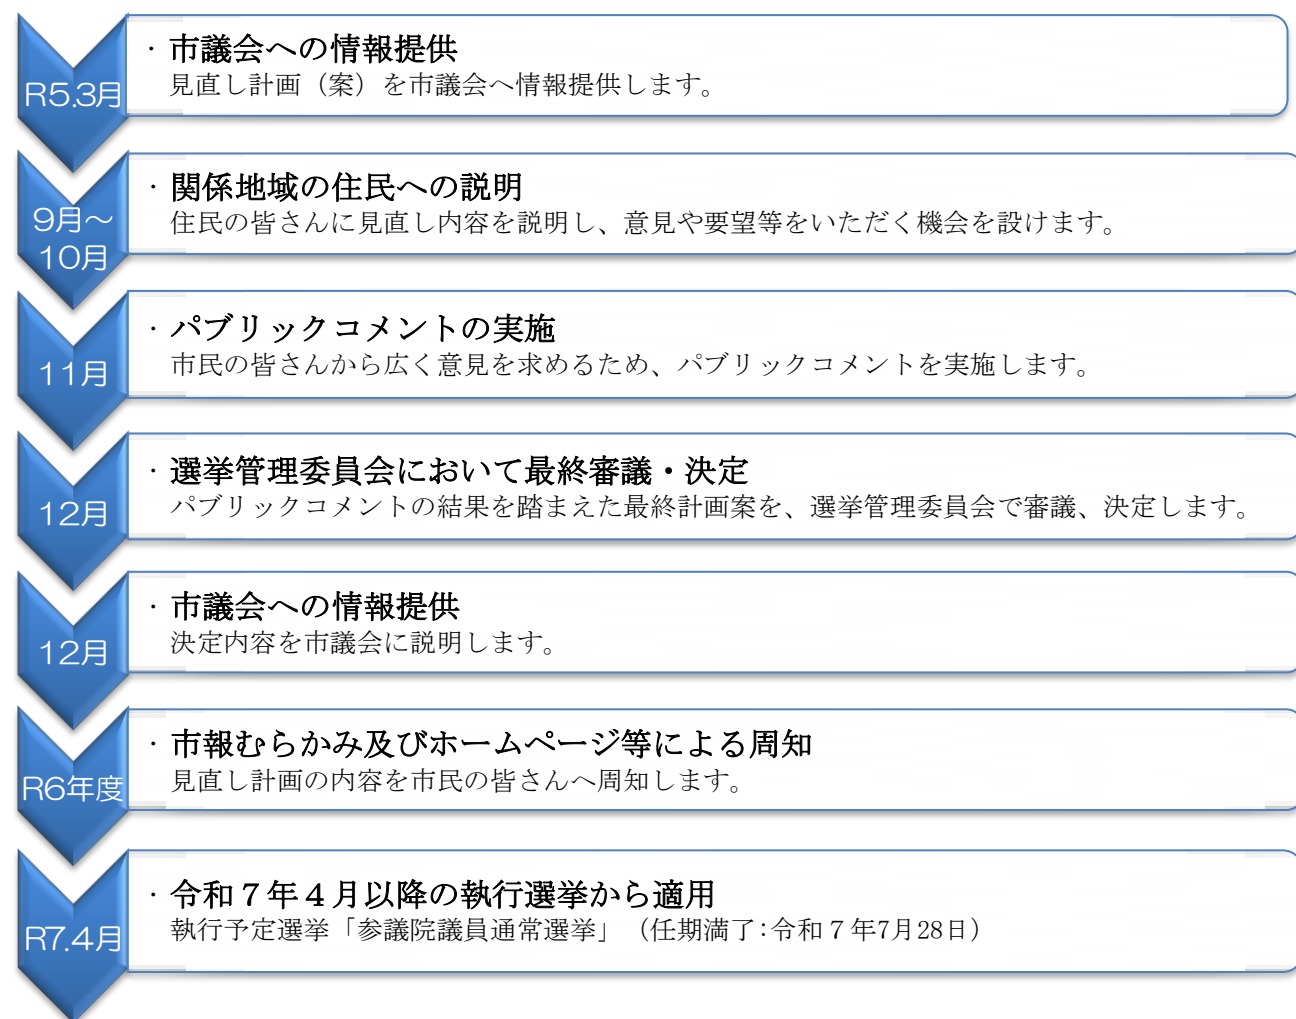 R5.3月
・市議会への情報提供
見直し計画（案）を市議会へ情報提供します。
9月～
10月
・関係地域の住民への説明
住民の皆さんに見直し内容を説明し、意見や要望等をいただく機会を設けます。
11月
・パブリックコメントの実施
市民の皆さんから広く意見を求めるため、パブリックコメントを実施します。
12月
・選挙管理委員会において最終審議・決定
パブリックコメントの結果を踏まえた最終計画案を、選挙管理委員会で審議、決定します。
12月
・市議会への情報提供
決定内容を市議会に説明します。
R6年度
・市報むらかみ及びホームページ等による周知
見直し計画の内容を市民の皆さんへ周知します。
R7.4月
・令和７年４月以降の執行選挙から適用
執行予定選挙「参議院議員通常選挙」（任期満了:令和７年7月28日）